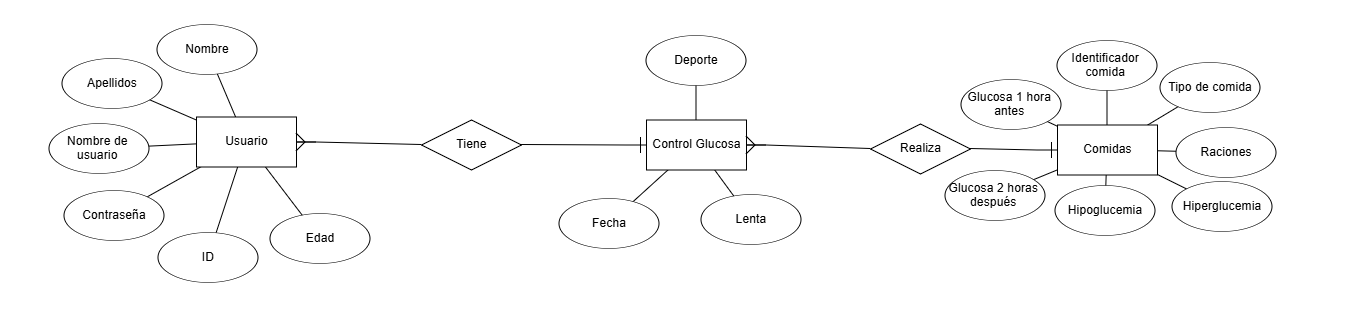 Nombre
Apellidos
Nombre de
usuario
Contraseña
ID
Edad
Usuario
Tiene
Deporte
Control Glucosa
Fecha
Lenta
Realiza
Identificador
comida
Glucosa 1 hora
antes
Tipo de comida
Comidas
Raciones
Glucosa 2 horas
después
Hipoglucemia
Hiperglucemia